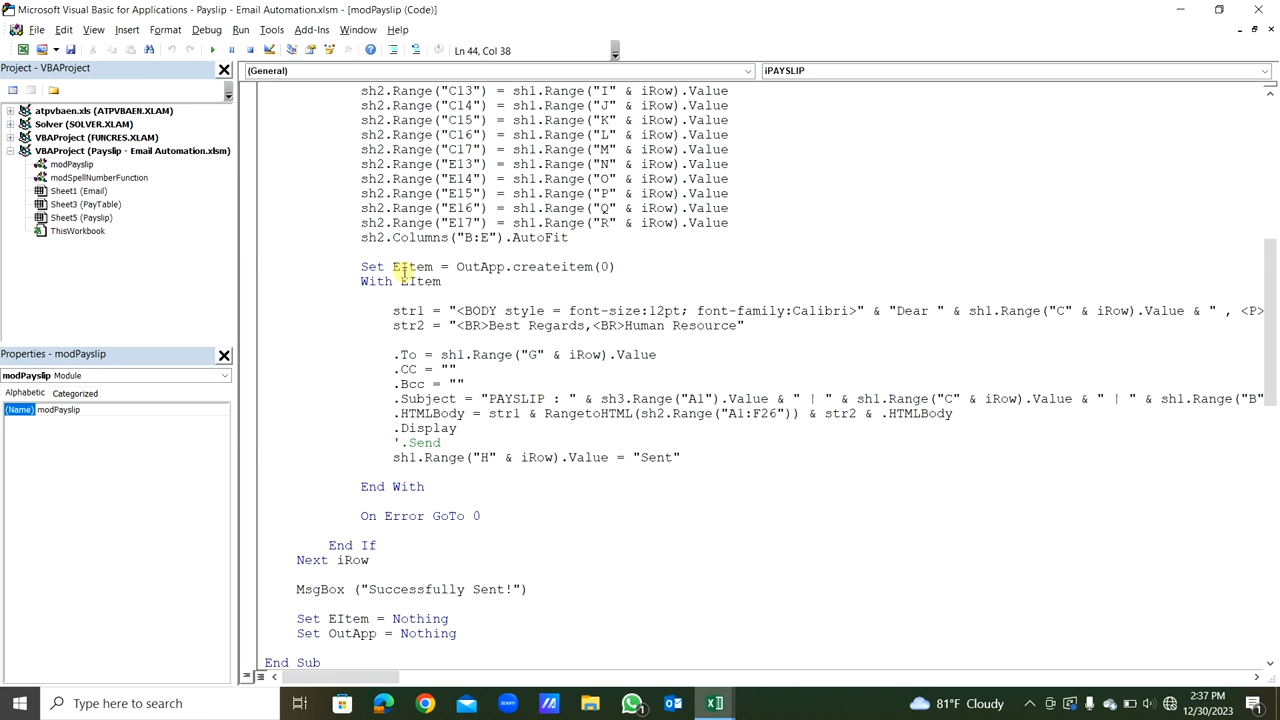 Microsoft Visual Basic for Applications - Payslip - Email Automation.xlsm - [modPayslip (Code)]
File Edit View Insert Format Debug Run Tools Add-Ins Window Help
Ln 44, Col 38
Project - VBAProject
(General)
iPAYSLIP
atpvbaen.xls (ATPVBAEN.XLAM)
Solver (SOLVER.XLAM)
VBAProject (FUNCRES.XLAM)
VBAProject (Payslip - Email Automation.xlsm)
modPayslip
modSpellNumberFunction
Sheet1 (Email)
Sheet3 (PayTable)
Sheet5 (Payslip)
ThisWorkbook
Properties - modPayslip
modPayslip Module
Alphabetic Categorized
(Name) modPayslip
sh2.Range("C13") = sh1.Range("I" & iRow).Value
sh2.Range("C14") = sh1.Range("J" & iRow).Value
sh2.Range("C15") = sh1.Range("K" & iRow).Value
sh2.Range("C16") = sh1.Range("L" & iRow).Value
sh2.Range("C17") = sh1.Range("M" & iRow).Value
sh2.Range("E13") = sh1.Range("N" & iRow).Value
sh2.Range("E14") = sh1.Range("O" & iRow).Value
sh2.Range("E15") = sh1.Range("P" & iRow).Value
sh2.Range("E16") = sh1.Range("Q" & iRow).Value
sh2.Range("E17") = sh1.Range("R" & iRow).Value
sh2.Columns("B:E").AutoFit
Set EItem = OutApp.createitem(0)
With EItem
str1 = "<BODY style = font-size:12pt; font-family:Calibri>" & "Dear " & sh1.Range("C" & iRow).Value & " , <P>
str2 = "<BR>Best Regards,<BR>Human Resource"
.To = sh1.Range("G" & iRow).Value
.CC = ""
.Bcc = ""
.Subject = "PAYSLIP : " & sh3.Range("A1").Value & " | " & sh1.Range("C" & iRow).Value & " | " & sh1.Range("B"
.HTMLBody = str1 & RangetoHTML(sh2.Range("A1:F26")) & str2 & .HTMLBody
.Display
'.Send
sh1.Range("H" & iRow).Value = "Sent"
End With
On Error GoTo 0
End If
Next iRow
MsgBox ("Successfully Sent!")
Set EItem = Nothing
Set OutApp = Nothing
End Sub
Type here to search
zoom
1
81°F Cloudy
2:37 PM
12/30/2023
1